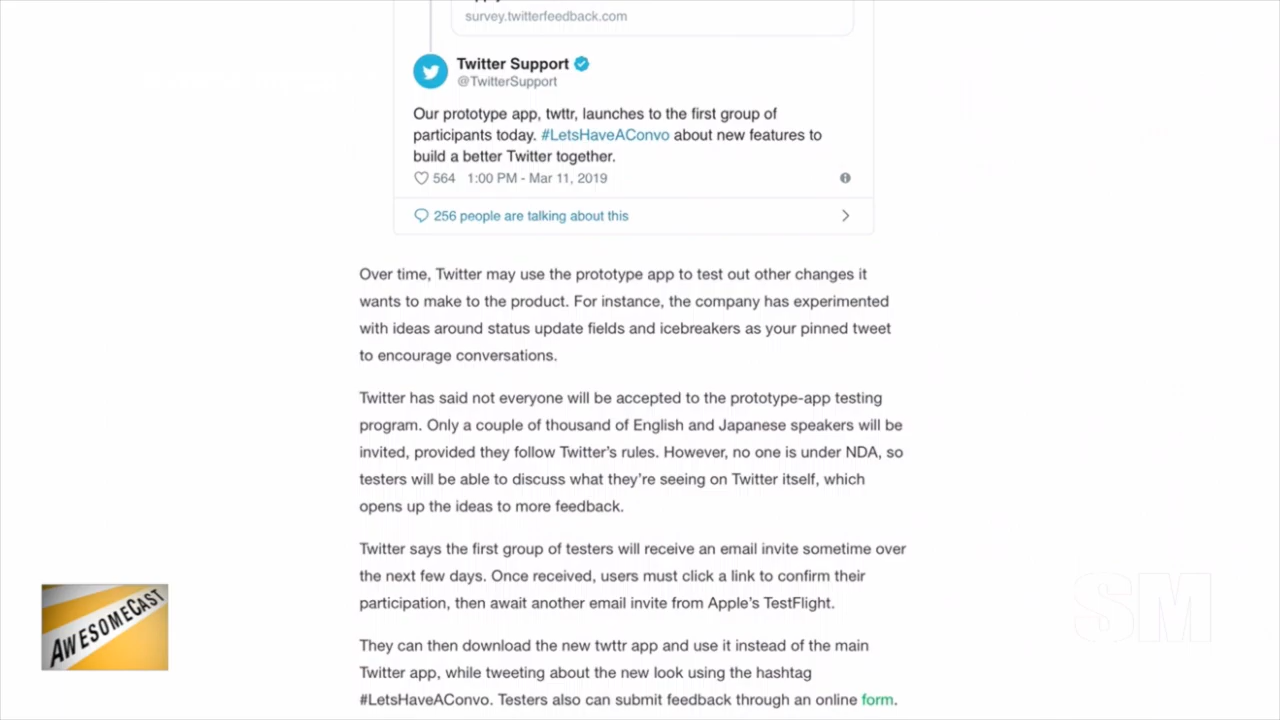 survey.twitterfeedback.com
Twitter Support
@TwitterSupport
Our prototype app, twttr, launches to the first group of
participants today. #LetsHaveAConvo about new features to
build a better Twitter together.
564 1:00 PM - Mar 11, 2019
256 people are talking about this
Over time, Twitter may use the prototype app to test out other changes it
wants to make to the product. For instance, the company has experimented
with ideas around status update fields and icebreakers as your pinned tweet
to encourage conversations.
Twitter has said not everyone will be accepted to the prototype-app testing
program. Only a couple of thousand of English and Japanese speakers will be
invited, provided they follow Twitter’s rules. However, no one is under NDA, so
testers will be able to discuss what they’re seeing on Twitter itself, which
opens up the ideas to more feedback.
Twitter says the first group of testers will receive an email invite sometime over
the next few days. Once received, users must click a link to confirm their
participation, then await another email invite from Apple’s TestFlight.
They can then download the new twttr app and use it instead of the main
Twitter app, while tweeting about the new look using the hashtag
#LetsHaveAConvo. Testers also can submit feedback through an online form.
AWESOMECAST
SM